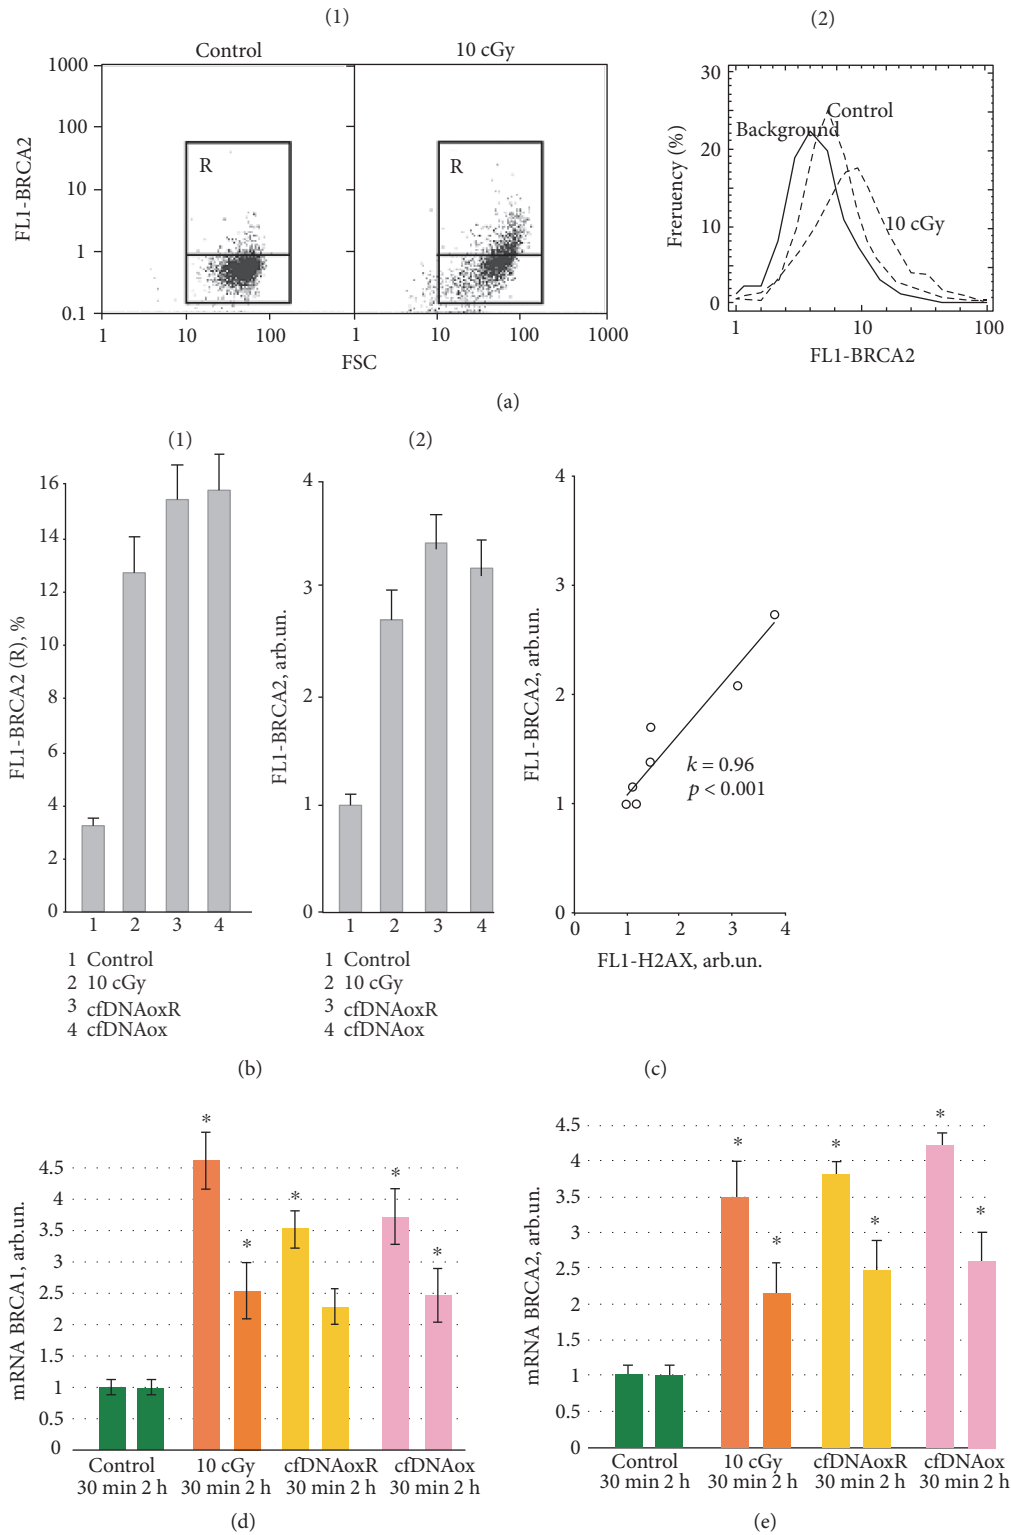 (1)
(2)
Control
10 cGy
1000
100
10
1
0.1
FL1-BRCA2
R
R
1
10
100
1
10
100
1000
FSC
30
20
10
0
Freruency (%)
Background
Control
10 cGy
1
10
100
FL1-BRCA2
(a)
(1)
(2)
16
14
12
10
8
6
4
2
0
FL1-BRCA2 (R), %
1
2
3
4
1 Control
2 10 cGy
3 cfDNAoxR
4 cfDNAox
4
3
2
1
0
FL1-BRCA2, arb.un.
1
2
3
4
1 Control
2 10 cGy
3 cfDNAoxR
4 cfDNAox
(b)
4
3
2
1
0
FL1-BRCA2, arb.un.
k = 0.96
p < 0.001
0
1
2
3
4
FL1-H2AX, arb.un.
(c)
4.5
4
3.5
3
2.5
2
1
0.5
0
mRNA BRCA1, arb.un.
*
*
*
*
*
Control
30 min 2 h
10 cGy
30 min 2 h
cfDNAoxR
30 min 2 h
cfDNAox
30 min 2 h
(d)
4.5
4
3.5
3
2.5
2
1.5
1
0.5
0
mRNA BRCA2, arb.un.
*
*
*
*
*
*
Control
30 min 2 h
10 cGy
30 min 2 h
cfDNAoxR
30 min 2 h
cfDNAox
30 min 2 h
(e)